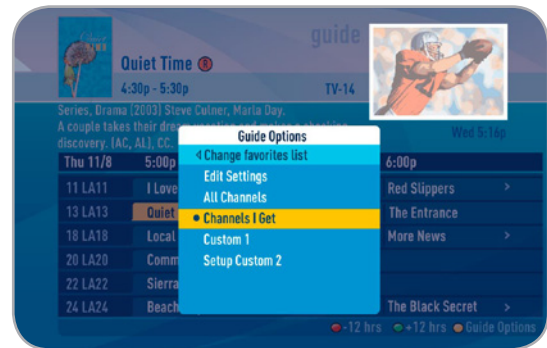 guide
Quiet Time ®
4:30p - 5:30p TV-14
Series, Drama (2003) Steve Culner, Marla Day.
A couple takes their dream
discovery. (AC, AL), CC.
Wed 5:16p
Guide Options
Change favorites list
Edit Settings
All Channels
Channels I Get
Custom 1
Setup Custom 2
Thu 11/8 5:00p 6:00p
11 LA11 I Love Red Slippers >
13 LA13 Quiet The Entrance
18 LA18 Local More News >
20 LA20 Comm
22 LA22 Sierra
24 LA24 Beach The Black Secret >
-12 hrs +12 hrs Guide Options